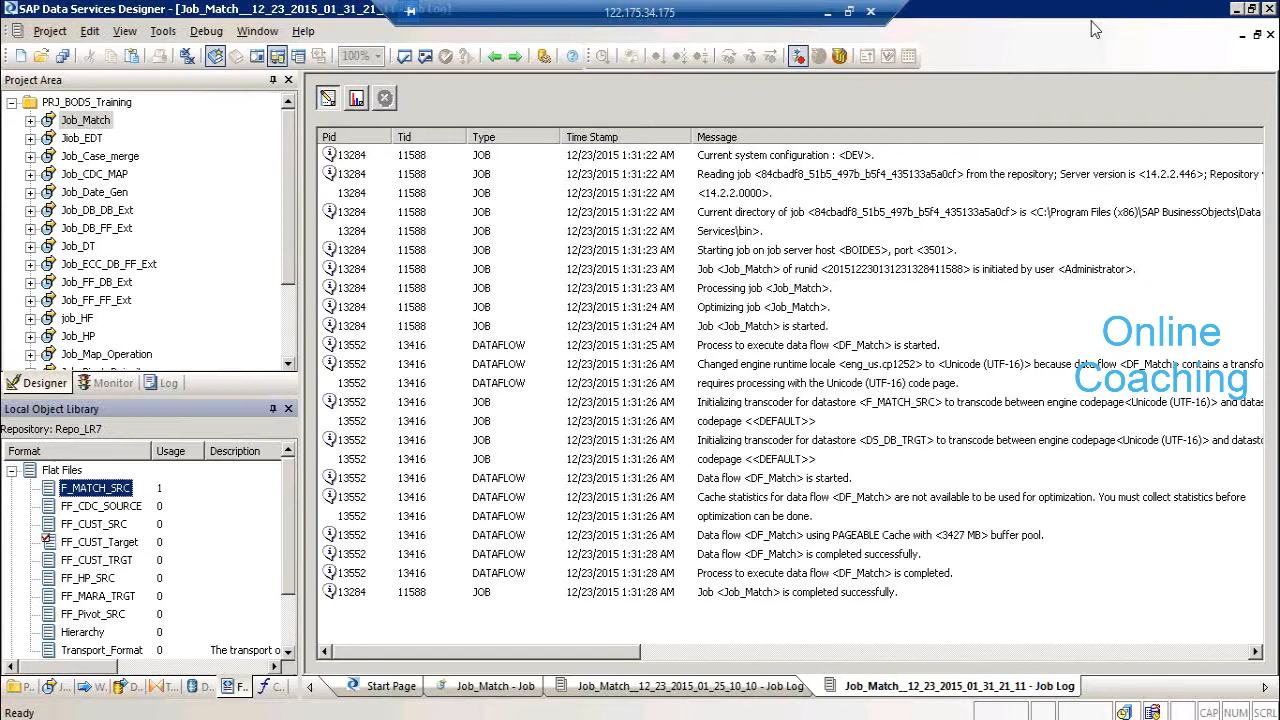 SAP Data Services Designer - [Job_Match__12_23_2015_01_31_21_11 - Job Log]
122.175.34.175
Project Edit View Tools Debug Window Help
100%
Project Area
PRJ_BODS_Training
Job_Match
Jiob_EDT
Job_Case_merge
Job_CDC_MAP
Job_Date_Gen
Job_DB_DB_Ext
Job_DB_FF_Ext
Job_DT
Job_ECC_DB_FF_Ext
Job_FF_DB_Ext
Job_FF_FF_Ext
job_HF
Job_HP
Job_Map_Operation
Designer Monitor Log
Local Object Library
Repository: Repo_LR7
Format Usage Description
Flat Files
F_MATCH_SRC 1
FF_CDC_SOURCE 0
FF_CUST_SRC 0
FF_CUST_Target 0
FF_CUST_TRGT 0
FF_HP_SRC 0
FF_MARA_TRGT 0
FF_Pivot_SRC 0
Hierarchy 0
Transport_Format 0 The transport o
P... J... W... D... T... D... F... C...
Pid Tid Type Time Stamp Message
13284 11588 JOB 12/23/2015 1:31:22 AM Current system configuration : <DEV>.
13284 11588 JOB 12/23/2015 1:31:22 AM Reading job <84cbadf8_51b5_497b_b5f4_435133a5a0cf> from the repository; Server version is <14.2.2.446>; Repository
13284 11588 JOB 12/23/2015 1:31:22 AM <14.2.2.0000>.
13284 11588 JOB 12/23/2015 1:31:22 AM Current directory of job <84cbadf8_51b5_497b_b5f4_435133a5a0cf> is <C:\Program Files (x86)\SAP BusinessObjects\Data
13284 11588 JOB 12/23/2015 1:31:22 AM Services\bin>.
13284 11588 JOB 12/23/2015 1:31:23 AM Starting job on job server host <BOIDES>, port <3501>.
13284 11588 JOB 12/23/2015 1:31:23 AM Job <Job_Match> of runid <2015122301312313284​11588> is initiated by user <Administrator>.
13284 11588 JOB 12/23/2015 1:31:23 AM Processing job <Job_Match>.
13284 11588 JOB 12/23/2015 1:31:24 AM Optimizing job <Job_Match>.
13284 11588 JOB 12/23/2015 1:31:24 AM Job <Job_Match> is started.
13552 11588 DATAFLOW 12/23/2015 1:31:25 AM Process to execute data flow <DF_Match> is started.
13552 11588 DATAFLOW 12/23/2015 1:31:26 AM Changed engine runtime locale <eng_us.cp1252> to <Unicode (UTF-16)> because data flow <DF_Match> contains a transfo
13552 11588 DATAFLOW 12/23/2015 1:31:26 AM requires processing with the Unicode (UTF-16) code page.
13552 13416 JOB 12/23/2015 1:31:26 AM Initializing transcoder for datastore <F_MATCH_SRC> to transcode between engine codepage<Unicode (UTF-16)> and datas
13552 13416 JOB 12/23/2015 1:31:26 AM codepage <<DEFAULT>>
13552 13416 JOB 12/23/2015 1:31:26 AM Initializing transcoder for datastore <DS_DB_TRGT> to transcode between engine codepage<Unicode (UTF-16)> and datasto
13552 13416 JOB 12/23/2015 1:31:26 AM codepage <<DEFAULT>>
13552 13416 DATAFLOW 12/23/2015 1:31:26 AM Data flow <DF_Match> is started.
13552 13416 DATAFLOW 12/23/2015 1:31:26 AM Cache statistics for data flow <DF_Match> are not available to be used for optimization. You must collect statistics before
13552 13416 DATAFLOW 12/23/2015 1:31:26 AM optimization can be done.
13552 13416 DATAFLOW 12/23/2015 1:31:26 AM Data flow <DF_Match> using PAGEABLE Cache with <3427 MB> buffer pool.
13552 13416 DATAFLOW 12/23/2015 1:31:28 AM Data flow <DF_Match> is completed successfully.
13552 13416 DATAFLOW 12/23/2015 1:31:28 AM Process to execute data flow <DF_Match> is completed.
13284 11588 JOB 12/23/2015 1:31:28 AM Job <Job_Match> is completed successfully.
Online
Coaching
Start Page Job_Match - Job Job_Match__12_23_2015_01_25_10_10 - Job Log Job_Match__12_23_2015_01_31_21_11 - Job Log
Ready CAP NUM SCRL